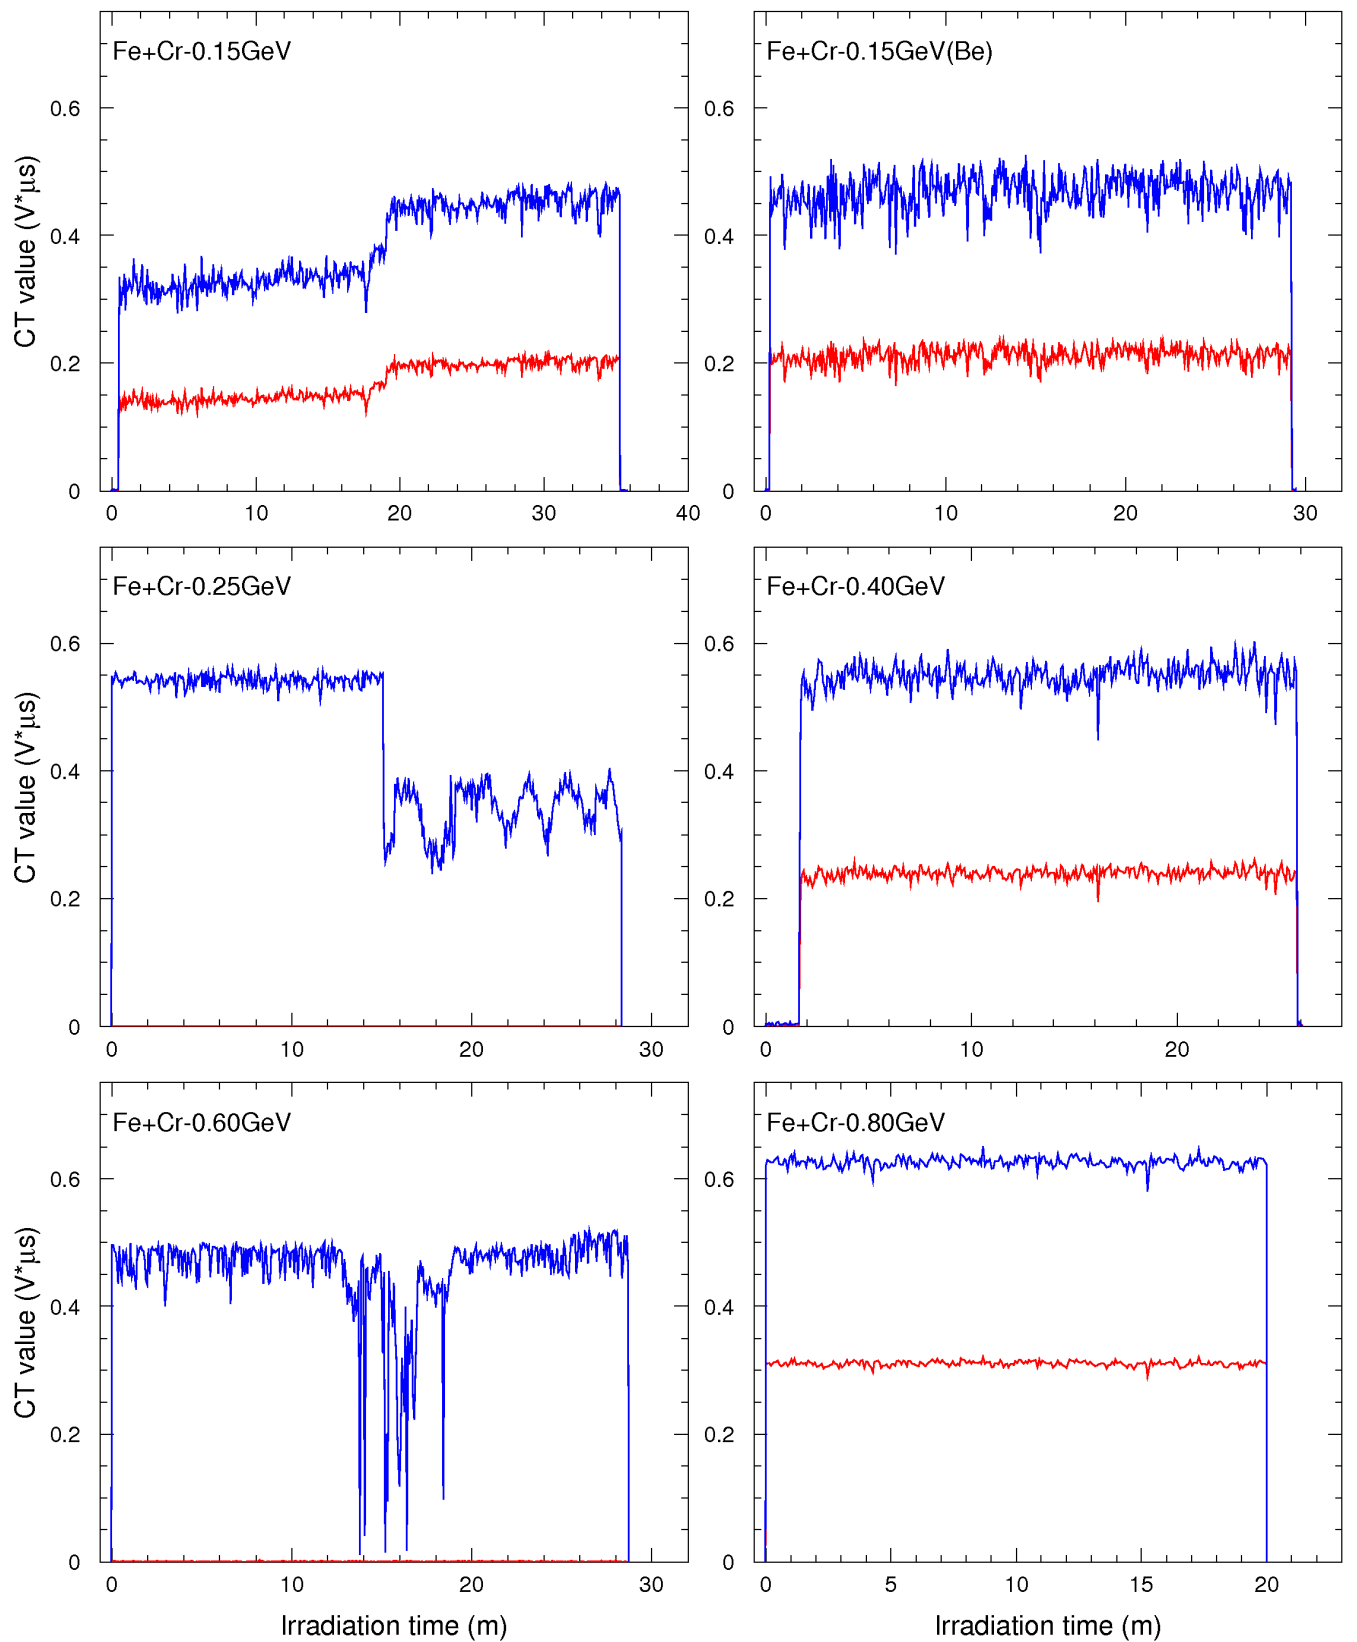 Fe+Cr-0.15GeV
CT value (V*μs)
0.6
0.4
0.2
0
0 10 20 30 40
Fe+Cr-0.15GeV(Be)
0.6
0.4
0.2
0
0 10 20 30
Fe+Cr-0.25GeV
CT value (V*μs)
0.6
0.4
0.2
0
0 10 20 30
Fe+Cr-0.40GeV
0.6
0.4
0.2
0
0 10 20
Fe+Cr-0.60GeV
CT value (V*μs)
0.6
0.4
0.2
0
0 10 20 30
Irradiation time (m)
Fe+Cr-0.80GeV
0.6
0.4
0.2
0
0 5 10 15 20
Irradiation time (m)